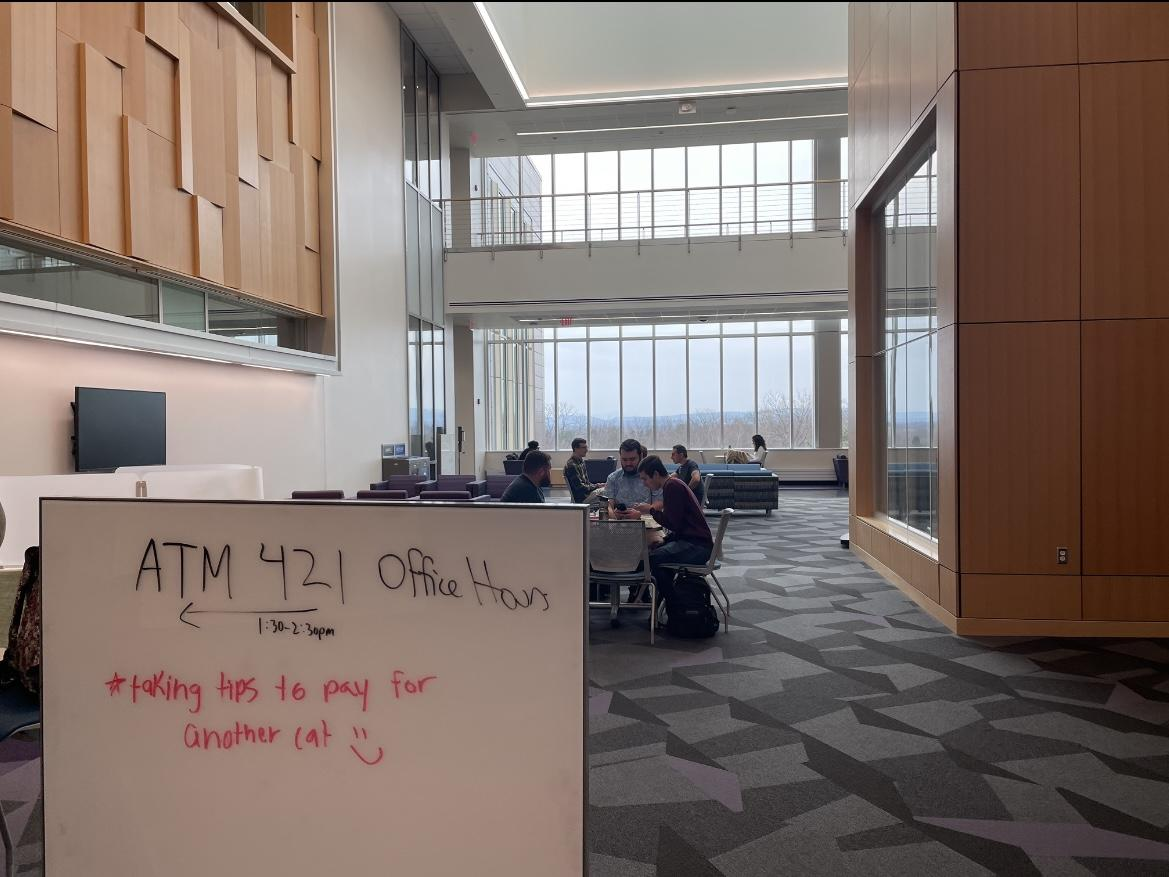 ATM 421 Office Hours
1:30-2:30pm
*taking tips to pay for
another cat :)